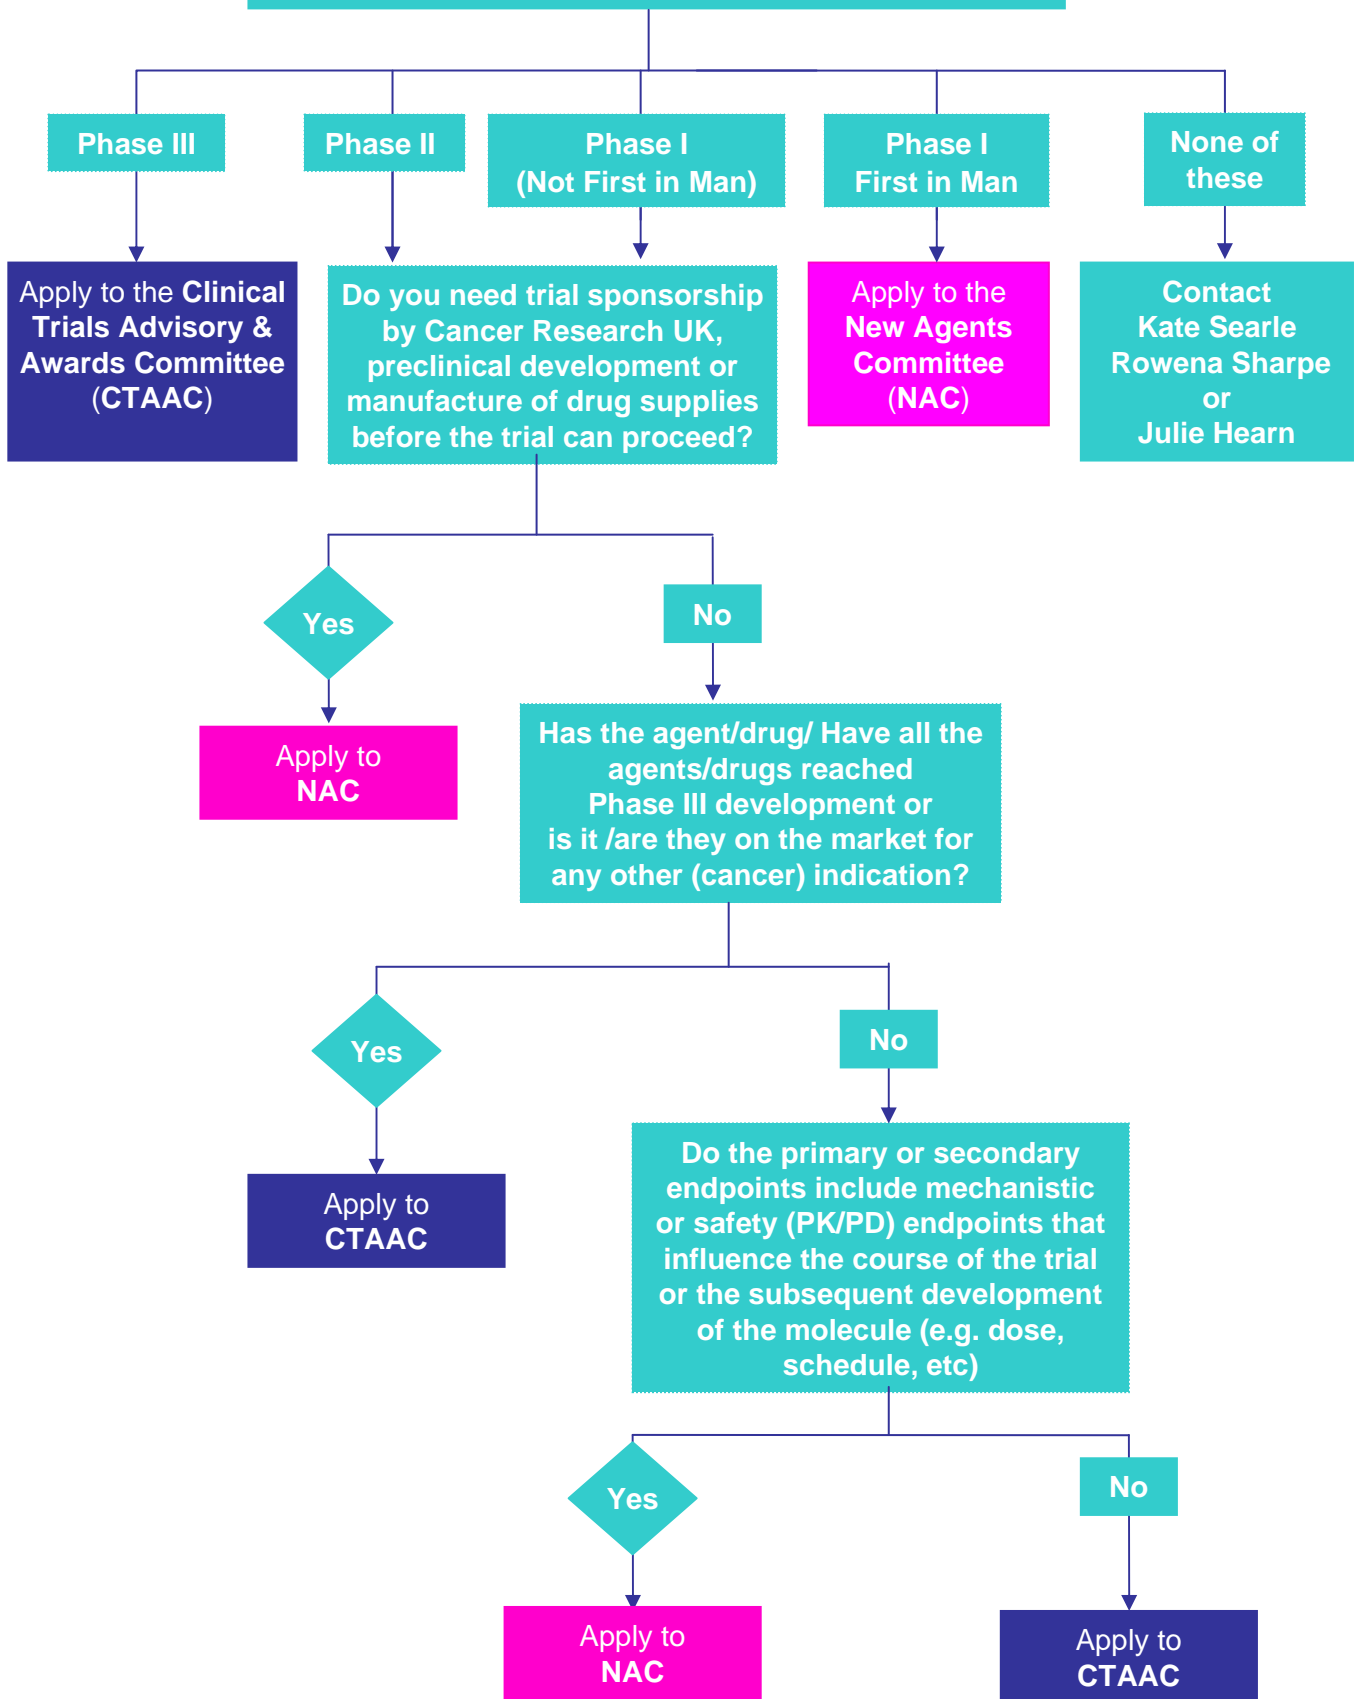 Phase III
Phase II
Phase I
(Not First in Man)
Phase I
First in Man
None of
these
Apply to the Clinical
Trials Advisory &
Awards Committee
(CTAAC)
Do you need trial sponsorship
by Cancer Research UK,
preclinical development or
manufacture of drug supplies
before the trial can proceed?
Apply to the
New Agents
Committee
(NAC)
Contact
Kate Searle
Rowena Sharpe
or
Julie Hearn
Yes
No
Apply to
NAC
Has the agent/drug/ Have all the
agents/drugs reached
Phase III development or
is it /are they on the market for
any other (cancer) indication?
Yes
No
Apply to
CTAAC
Do the primary or secondary
endpoints include mechanistic
or safety (PK/PD) endpoints that
influence the course of the trial
or the subsequent development
of the molecule (e.g. dose,
schedule, etc)
Yes
No
Apply to
NAC
Apply to
CTAAC